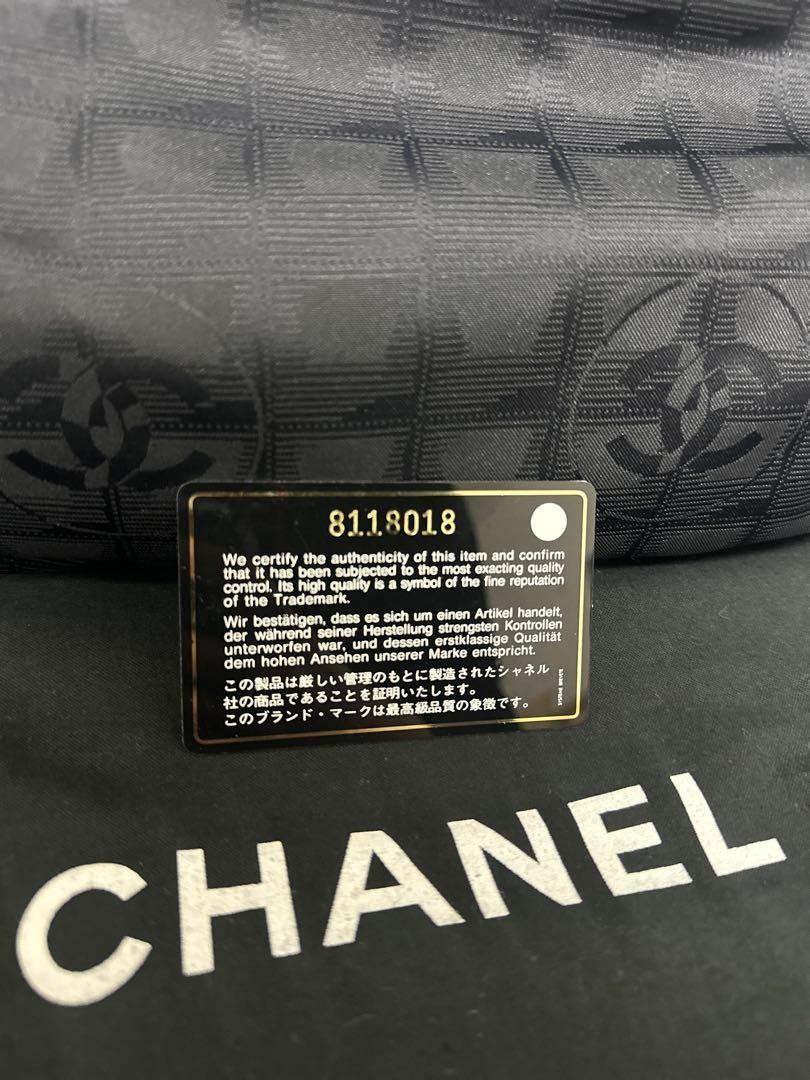 8118018
We certify the authenticity of this item and confirm
that it has been subjected to the most exacting quality
control. Its high quality is a symbol of the fine reputation
of the Trademark.
Wir bestätigen, dass es sich um einen Artikel handelt,
der während seiner Herstellung strengsten Kontrollen
unterworfen war, und dessen erstklassige Qualität
dem hohen Ansehen unserer Marke entspricht.
この製品は厳しい管理のもとに製造されたシャネル
社の商品であることを証明いたします。
このブランド・マークは最高級品質の象徴です。
CHANEL